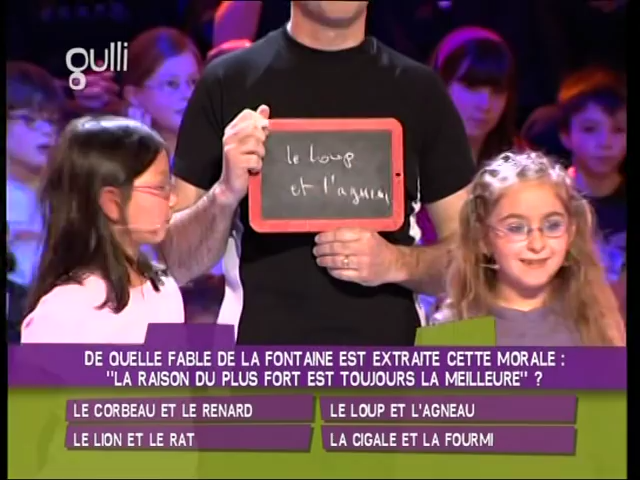 gulli
le loup
et l'agneau
DE QUELLE FABLE DE LA FONTAINE EST EXTRAITE CETTE MORALE :
"LA RAISON DU PLUS FORT EST TOUJOURS LA MEILLEURE" ?
LE CORBEAU ET LE RENARD
LE LOUP ET L'AGNEAU
LE LION ET LE RAT
LA CIGALE ET LA FOURMI